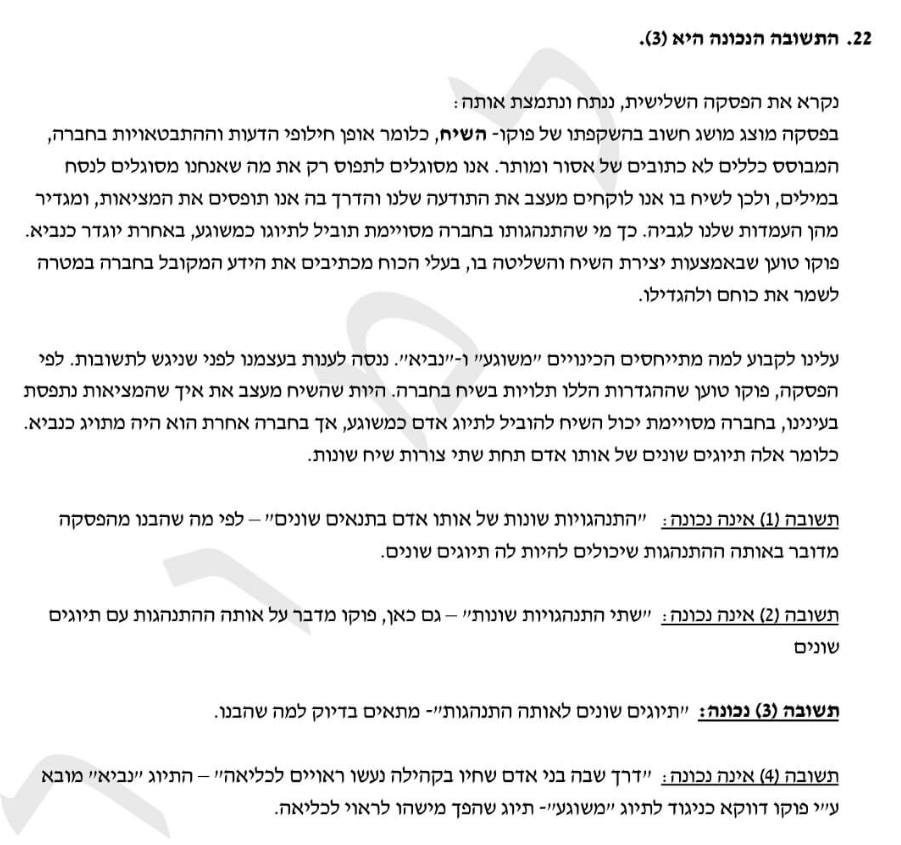 22. התשובה הנכונה היא (3).
נקרא את הפסקה השלישית, ננתח ונתמצת אותה:
בפסקה מוצג מושג חשוב בהשקפתו של פוקו- השיח, כלומר אופן חילופי הדעות וההתבטאויות בחברה,
המבוסס כללים לא כתובים של אסור ומותר. אנו מסוגלים לתפוס רק את מה שאנחנו מסוגלים לנסח
במילים, ולכן לשיח בו אנו לוקחים מעצב את התודעה שלנו והדרך בה אנו תופסים את המציאות, ומגדיר
מהן העמדות שלנו לגביה. כך מי שהתנהגותו בחברה מסויימת תוביל לתיוגו כמשוגע, באחרת יוגדר כנביא.
פוקו טוען שבאמצעות יצירת השיח והשליטה בו, בעלי הכוח מכתיבים את הידע המקובל בחברה במטרה
לשמר את כוחם ולהגדילו.
עלינו לקבוע למה מתייחסים הכינויים "משוגע" ו-"נביא". ננסה לענות בעצמנו לפני שניגש לתשובות. לפי
הפסקה, פוקו טוען שההגדרות הללו תלויות בשיח בחברה. היות שהשיח מעצב את איך שהמציאות נתפסת
בעינינו, בחברה מסויימת יכול השיח להוביל לתיוג אדם כמשוגע, אך בחברה אחרת הוא היה מתויג כנביא.
כלומר אלה תיוגים שונים של אותו אדם תחת שתי צורות שיח שונות.
תשובה (1) אינה נכונה: "התנהגויות שונות של אותו אדם בתנאים שונים" – לפי מה שהבנו מהפסקה
מדובר באותה ההתנהגות שיכולים להיות לה תיוגים שונים.
תשובה (2) אינה נכונה: "שתי התנהגויות שונות" – גם כאן, פוקו מדבר על אותה ההתנהגות עם תיוגים
שונים
תשובה (3) נכונה: "תיוגים שונים לאותה התנהגות"- מתאים בדיוק למה שהבנו.
תשובה (4) אינה נכונה: "דרך שבה בני אדם שחיו בקהילה נעשו ראויים לכליאה" – התיוג "נביא" מובא
ע"י פוקו דווקא כניגוד לתיוג "משוגע"- תיוג שהפך מישהו לראוי לכליאה.